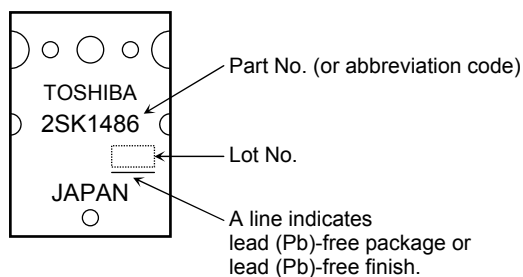 Part No. (or abbreviation code)
TOSHIBA
2SK1486
Lot No.
JAPAN
A line indicates
lead (Pb)-free package or
lead (Pb)-free finish.